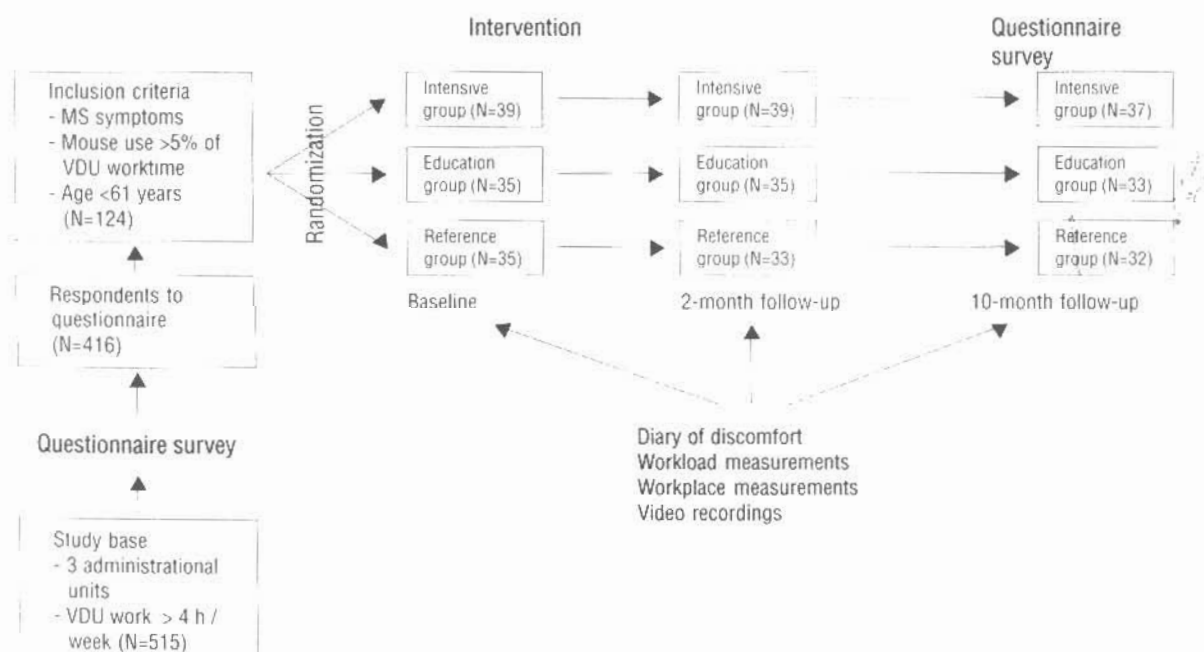 Intervention
Questionnaire
survey
Inclusion criteria
- MS symptoms
- Mouse use >5% of
VDU worktime
- Age <61 years
(N=124)
Randomization
Intensive
group (N=39)
Intensive
group (N=39)
Intensive
group (N=37)
Education
group (N=35)
Education
group (N=35)
Education
group (N=33)
Reference
group (N=35)
Reference
group (N=33)
Reference
group (N=32)
Baseline
2-month follow-up
10-month follow-up
Respondents to
questionnaire
(N=416)
Questionnaire survey
Diary of discomfort
Workload measurements
Workplace measurements
Video recordings
Study base
- 3 administrational
units
- VDU work > 4 h /
week (N=515)